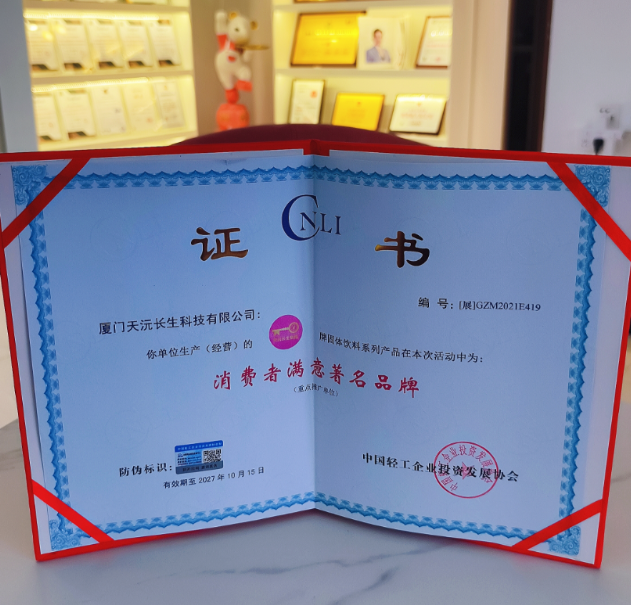 CNLI
证 书
编 号: [展]GZM2021E419
厦门天沅长生科技有限公司:
你单位生产（经营）的 牌固体饮料系列产品在本次活动中为:
消费者满意著名品牌
（重点推广单位）
防伪标识:
有效期至 2027 年 10 月 15 日
中国轻工企业投资发展协会